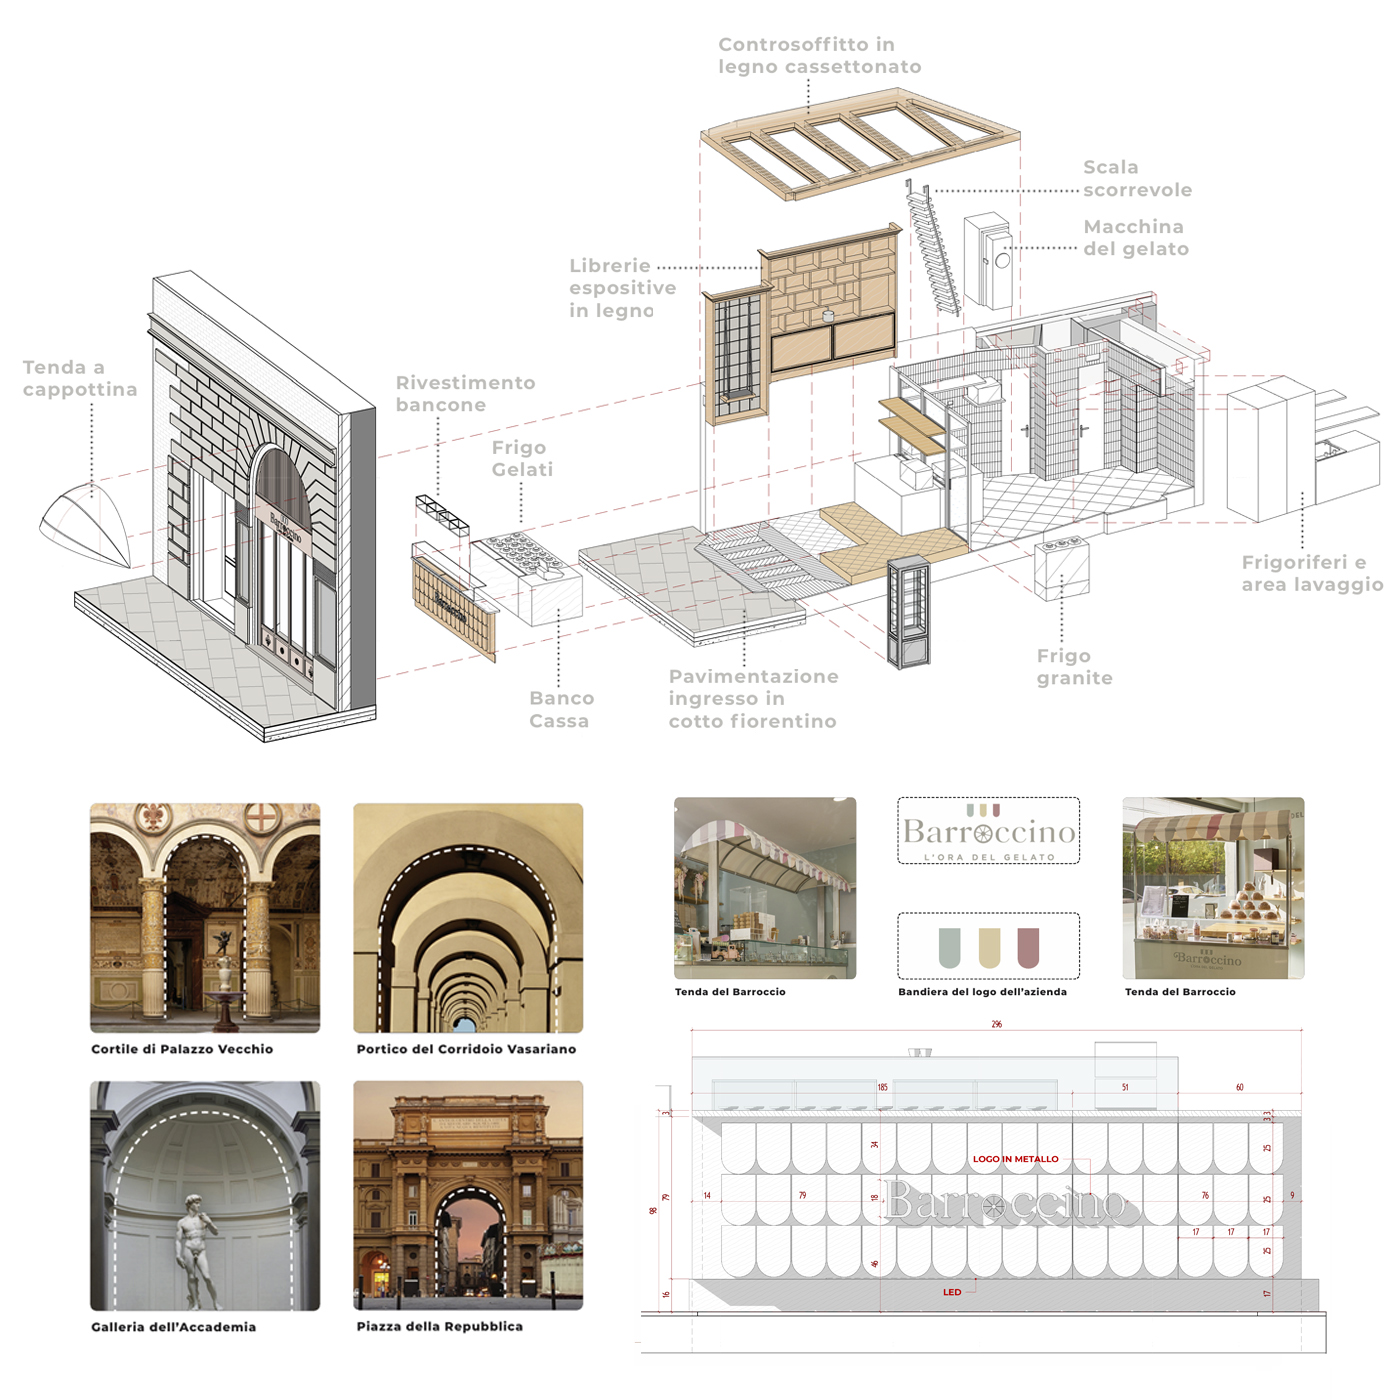 Controsoffitto in
legno cassettonato
Scala
scorrevole
Macchina
del gelato
Librerie
espositive
in legno
Tenda a
cappottina
Rivestimento
bancone
Frigo
Gelati
Barroccino
Barroccino
Frigoriferi e
area lavaggio
Frigo
granite
Pavimentazione
ingresso in
cotto fiorentino
Banco
Cassa
Cortile di Palazzo Vecchio
Portico del Corridoio Vasariano
Galleria dell'Accademia
Piazza della Repubblica
Barroccino
L'ORA DEL GELATO
Tenda del Barroccio
Bandiera del logo dell'azienda
Barroccino
Tenda del Barroccio
296
185
51
60
3
3,3
34
25
LOGO IN METALLO
14
79
18
Barroccino
76
25
9
98
79
17
17
17
46
25
LED
16
17